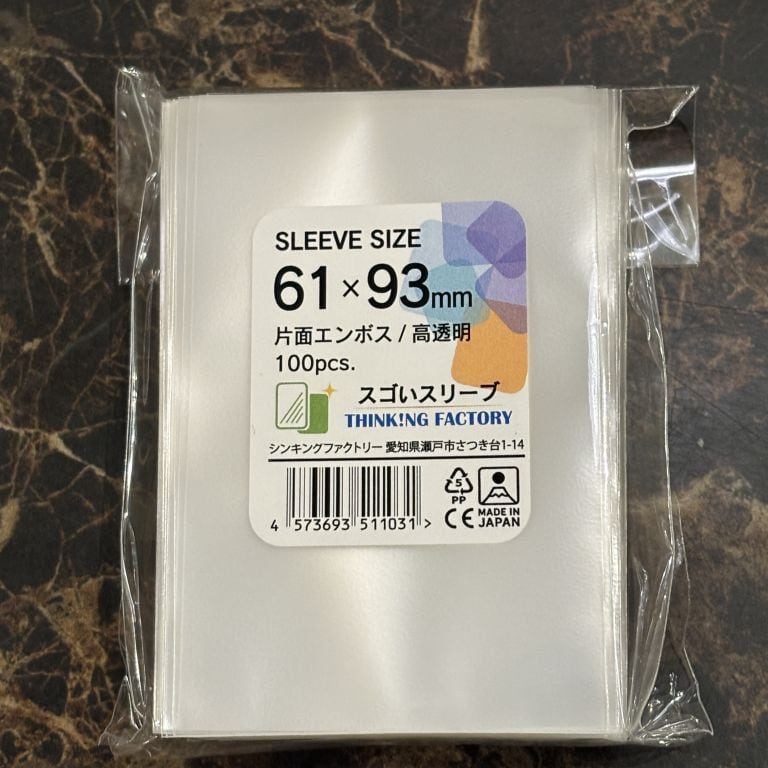 SLEEVE SIZE
61×93mm
片面エンボス / 高透明
100pcs.
スゴいスリーブ
THINK!NG FACTORY
シンキングファクトリー 愛知県瀬戸市さつき台1-14
4 573693 511031 >
5
PP
CE
MADE IN
JAPAN